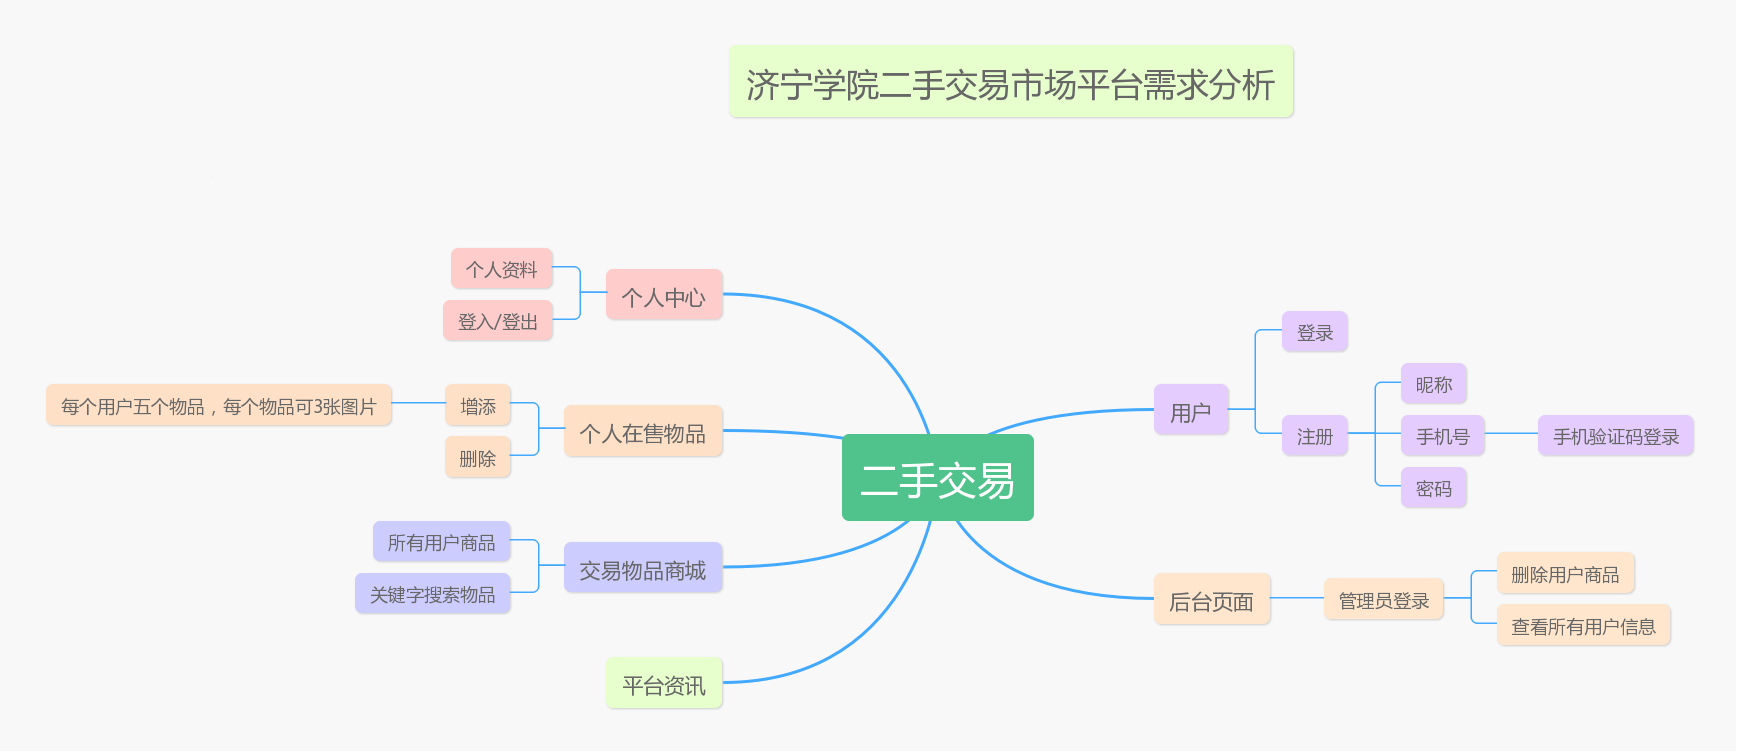 济宁学院二手交易市场平台需求分析
个人资料
个人中心
登入/登出
每个用户五个物品，每个物品可3张图片
增添
个人在售物品
删除
所有用户商品
交易物品商城
关键字搜索物品
平台资讯
二手交易
登录
用户
昵称
注册
手机号
手机验证码登录
密码
后台页面
管理员登录
删除用户商品
查看所有用户信息